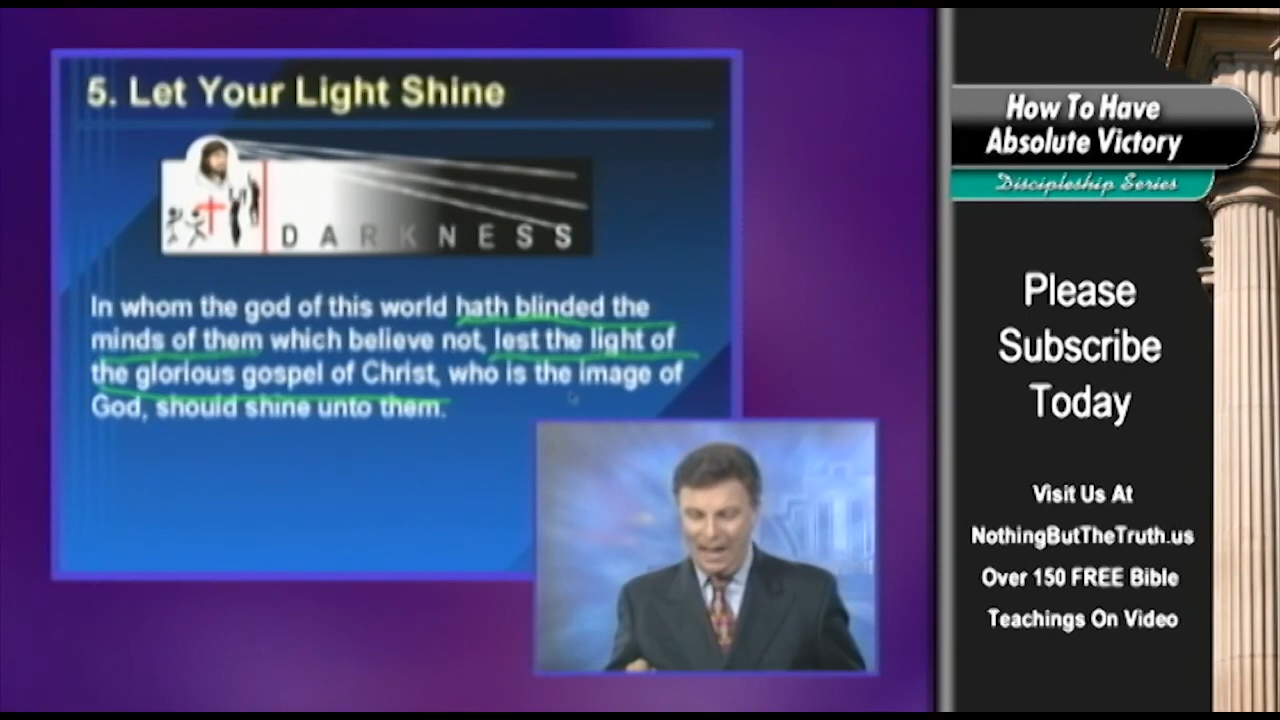 5. Let Your Light Shine
DARKNESS
In whom the god of this world hath blinded the
minds of them which believe not, lest the light of
the glorious gospel of Christ, who is the image of
God, should shine unto them.
How To Have
Absolute Victory
Discipleship Series
Please
Subscribe
Today
Visit Us At
NothingButTheTruth.us
Over 150 FREE Bible
Teachings On Video